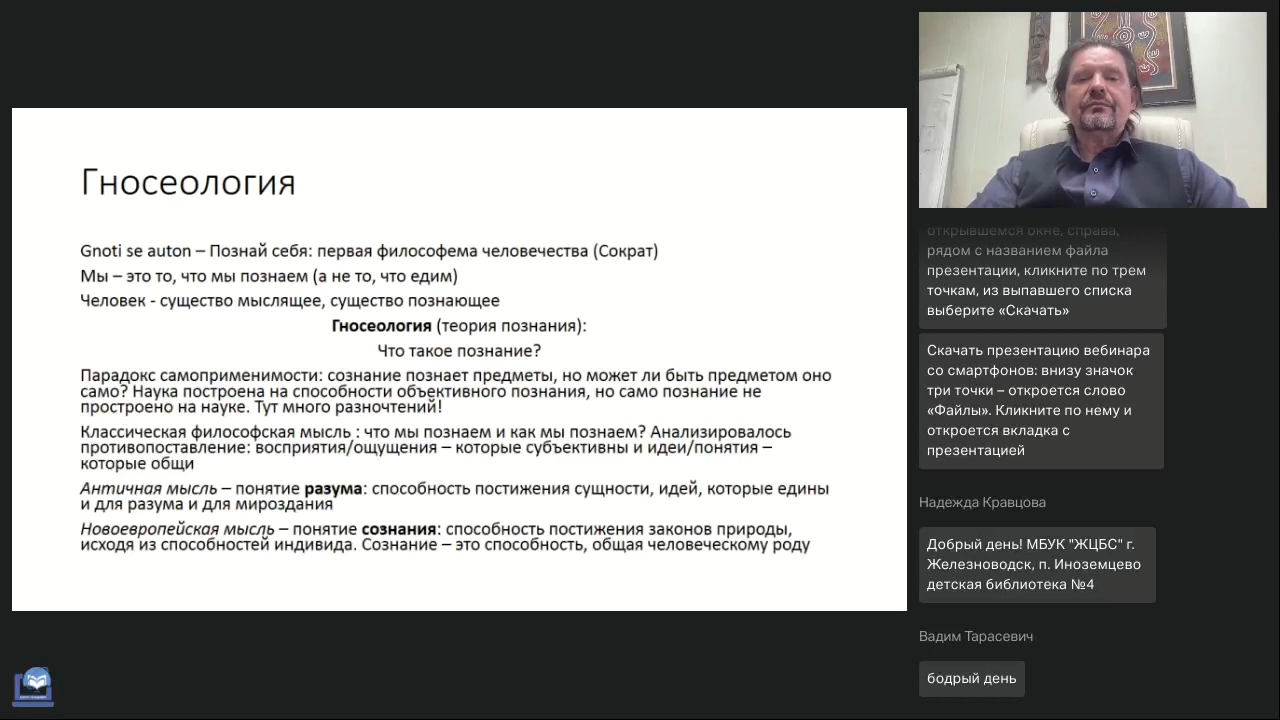 Гносеология
Gnoti se auton – Познай себя: первая философема человечества (Сократ)
Мы – это то, что мы познаем (а не то, что едим)
Человек - существо мыслящее, существо познающее
Гносеология (теория познания):
Что такое познание?
Парадокс самоприменимости: сознание познает предметы, но может ли быть предметом оно
само? Наука построена на способности объективного познания, но само познание не
простроено на науке. Тут много разночтений!
Классическая философская мысль : что мы познаем и как мы познаем? Анализировалось
противопоставление: восприятия/ощущения – которые субъективны и идеи/понятия –
которые общи
Античная мысль – понятие разума: способность постижения сущности, идей, которые едины
и для разума и для мироздания
Новоевропейская мысль – понятие сознания: способность постижения законов природы,
исходя из способностей индивида. Сознание – это способность, общая человеческому роду
открывшемся окне, справа,
рядом с названием файла
презентации, кликните по трем
точкам, из выпавшего списка
выберите «Скачать»
Скачать презентацию вебинара
со смартфонов: внизу значок
три точки – откроется слово
«Файлы». Кликните по нему и
откроется вкладка с
презентацией
Надежда Кравцова
Добрый день! МБУК "ЖЦБС" г.
Железноводск, п. Иноземцево
детская библиотека №4
Вадим Тарасевич
бодрый день